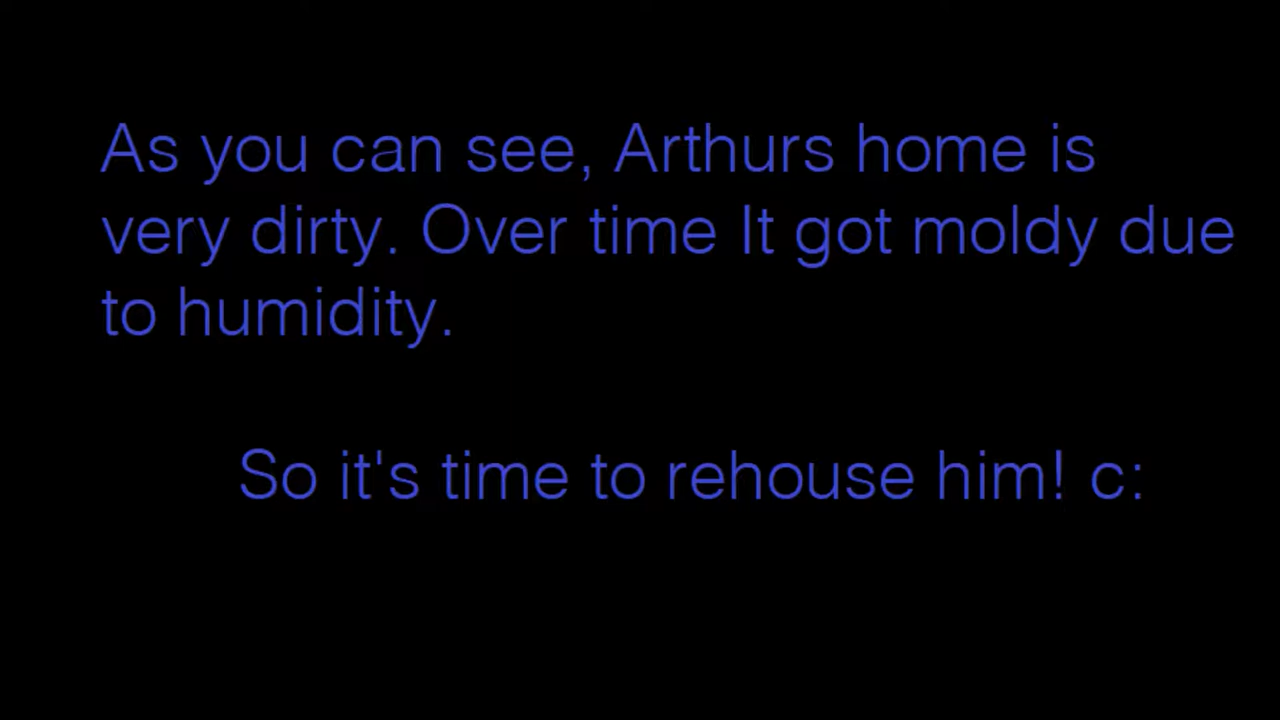 As you can see, Arthurs home is
very dirty. Over time It got moldy due
to humidity.
So it's time to rehouse him! c: